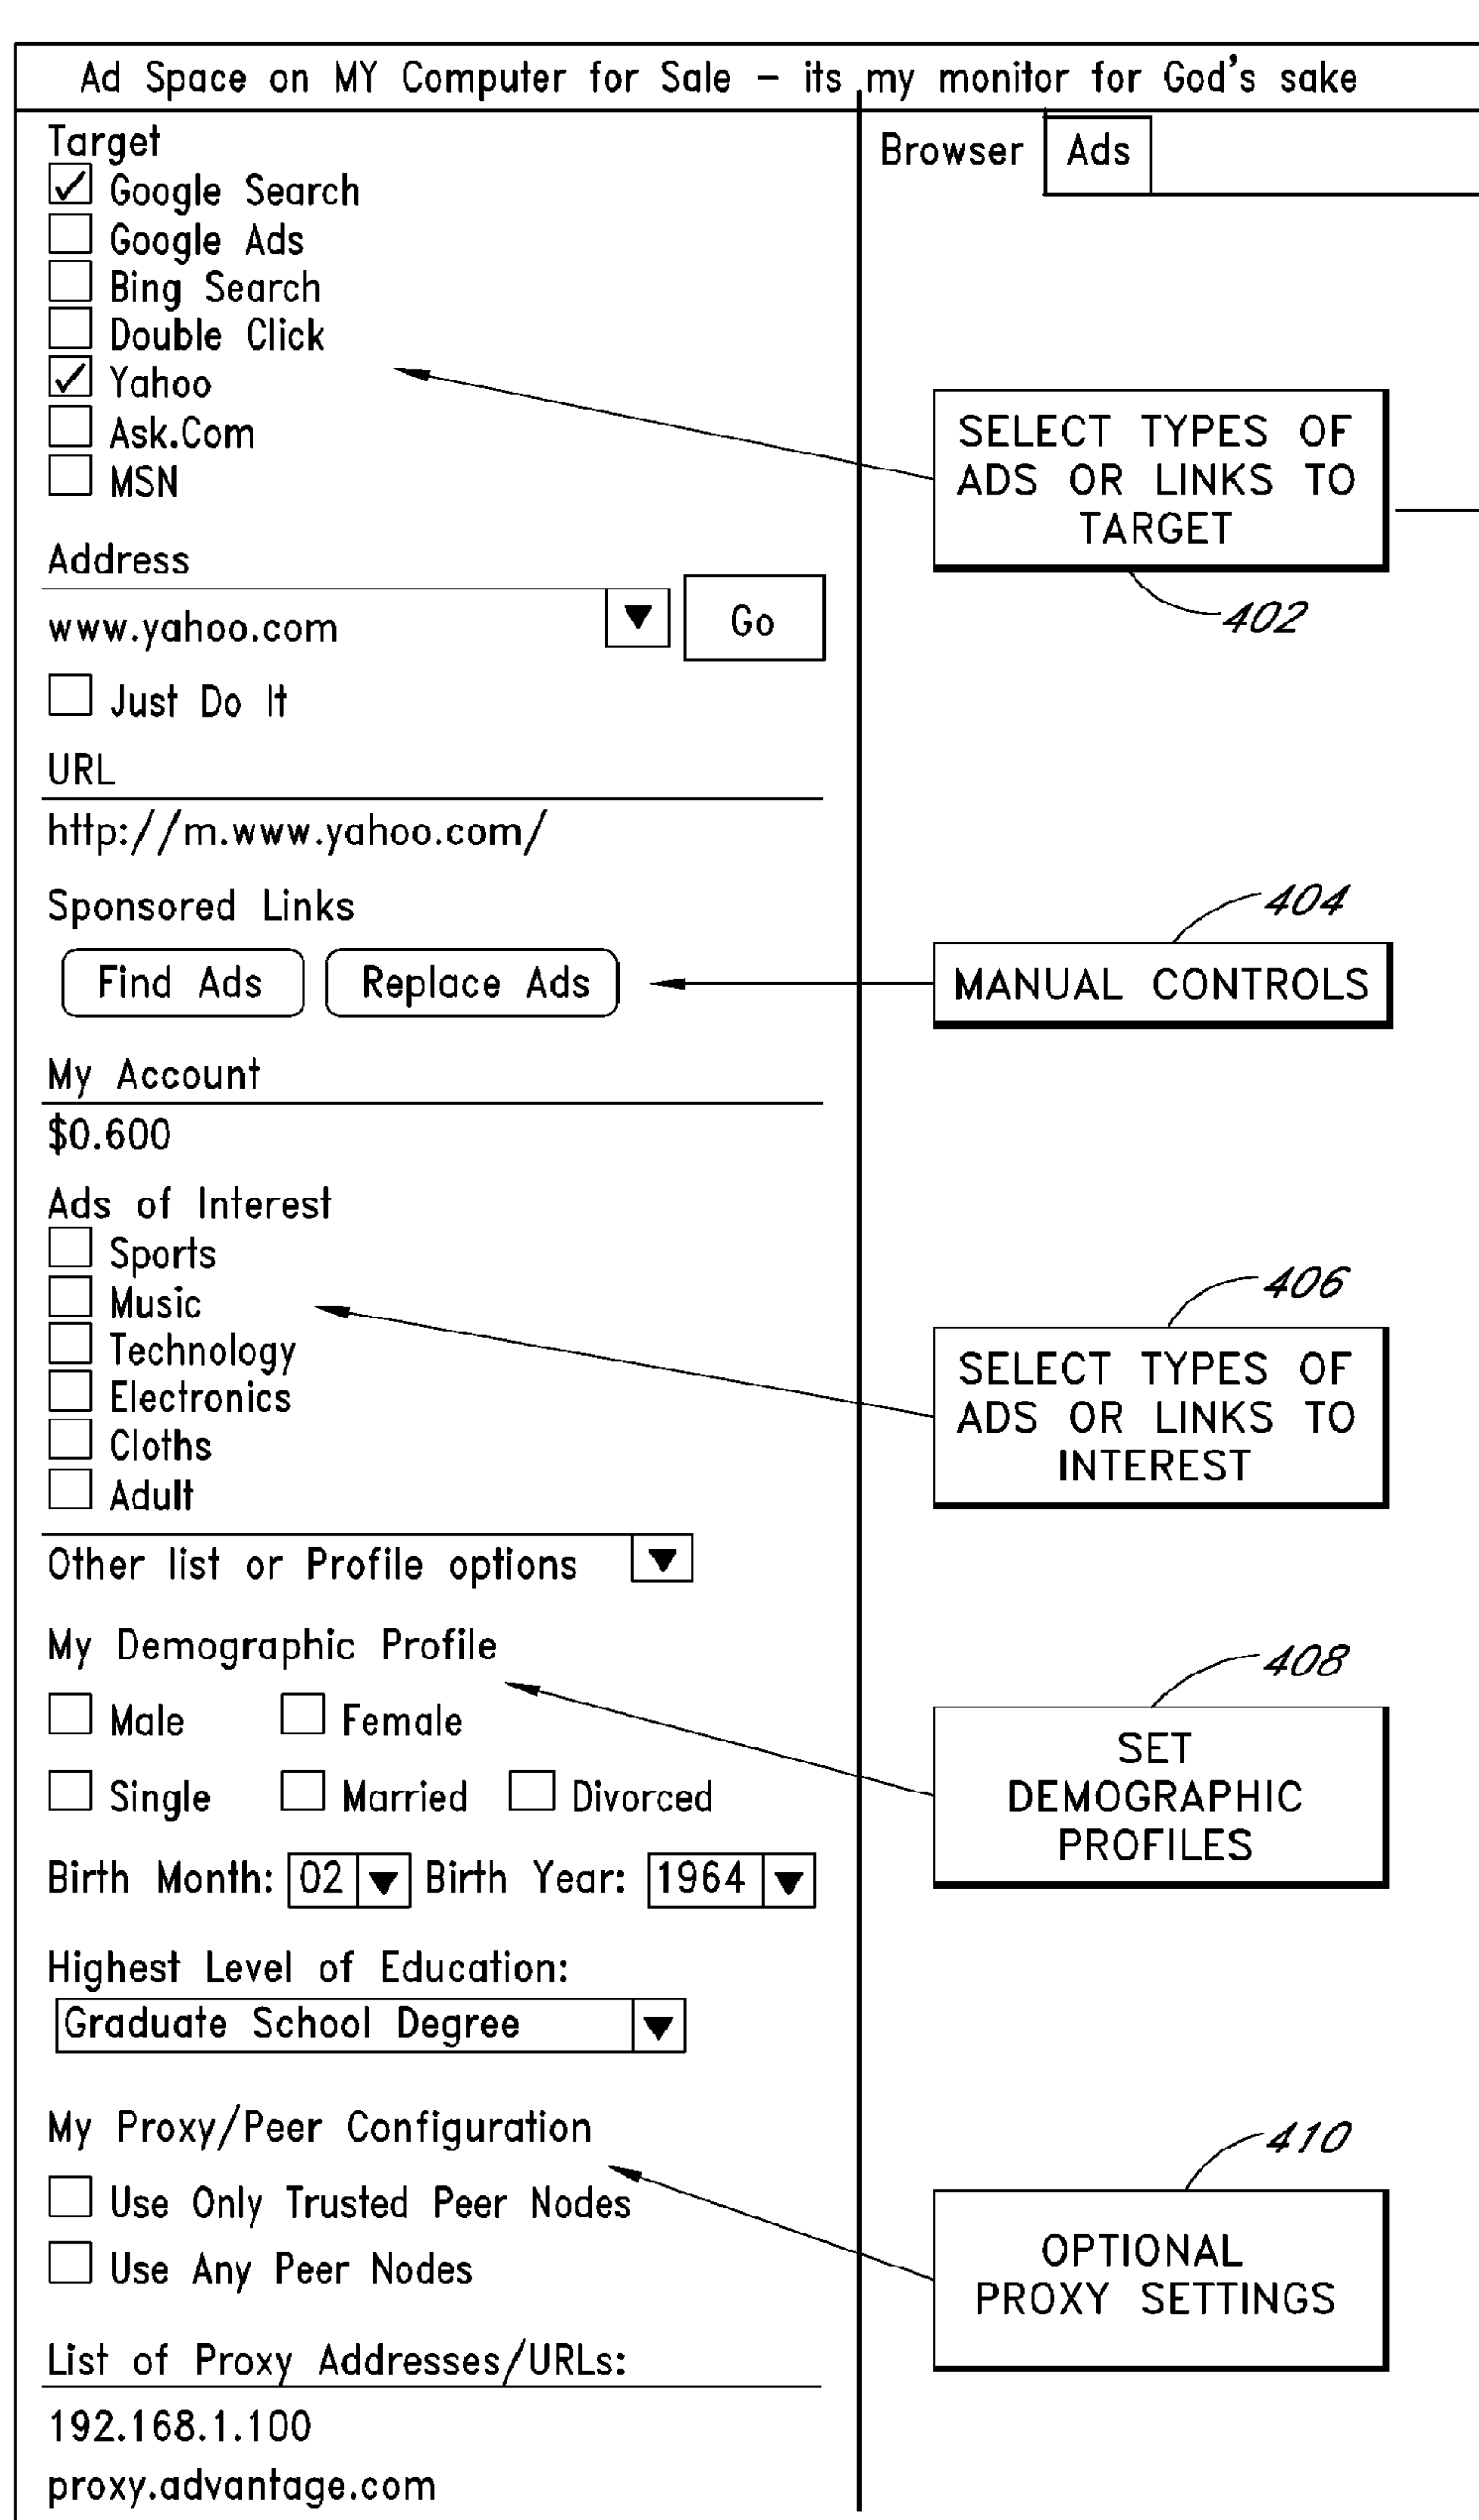 Ad Space on MY Computer for Sale – its my monitor for God's sake
Target
Google Search
Google Ads
Bing Search
Double Click
Yahoo
Ask.Com
MSN
Address
www.yahoo.com
Go
Just Do It
URL
http://m.www.yahoo.com/
Sponsored Links
Find Ads Replace Ads
My Account
$0.600
Ads of Interest
Sports
Music
Technology
Electronics
Cloths
Adult
Other list or Profile options
My Demographic Profile
Male Female
Single Married Divorced
Birth Month: 02 Birth Year: 1964
Highest Level of Education:
Graduate School Degree
My Proxy/Peer Configuration
Use Only Trusted Peer Nodes
Use Any Peer Nodes
List of Proxy Addresses/URLs:
192.168.1.100
proxy.advantage.com
Browser Ads
SELECT TYPES OF
ADS OR LINKS TO
TARGET
402
404
MANUAL CONTROLS
406
SELECT TYPES OF
ADS OR LINKS TO
INTEREST
408
SET
DEMOGRAPHIC
PROFILES
410
OPTIONAL
PROXY SETTINGS